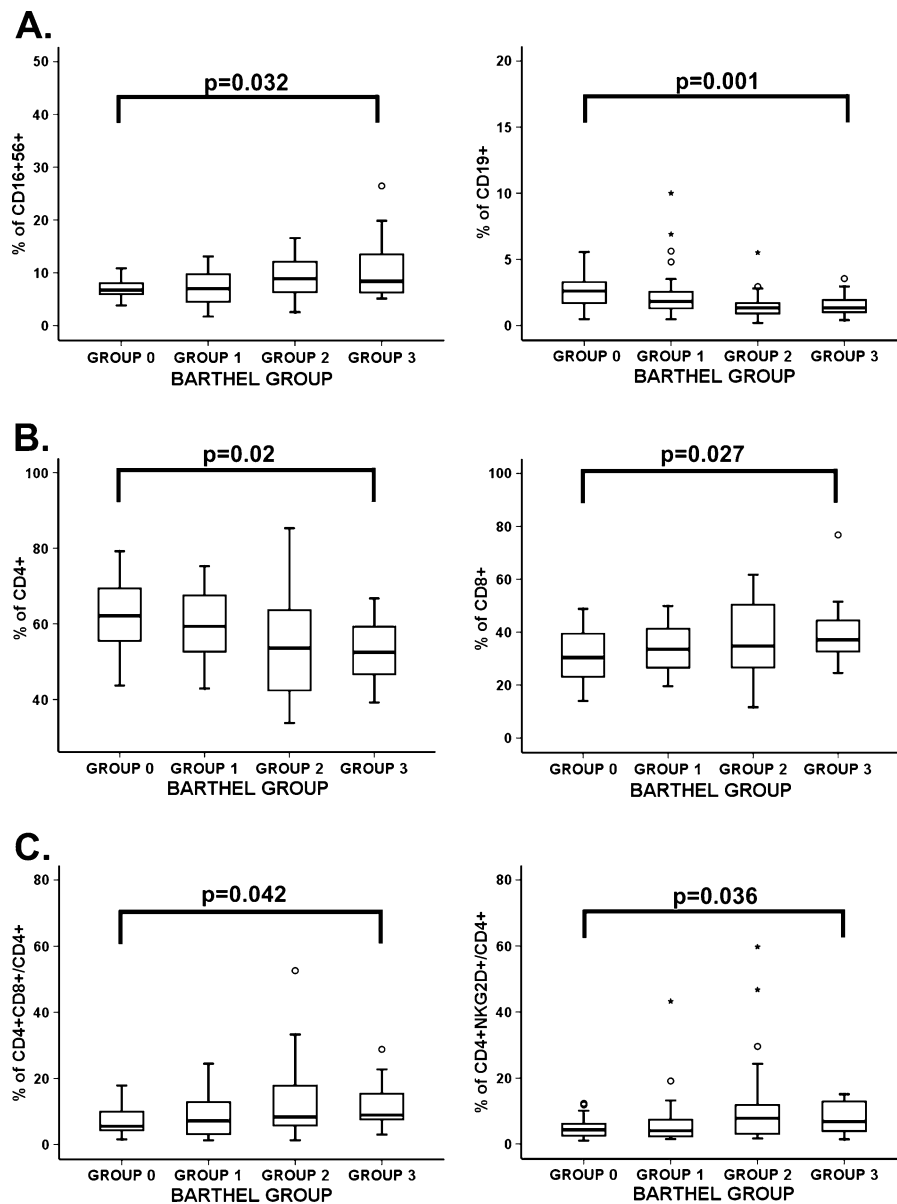 A.
p=0.032
% of CD16+56+
50
40
30
20
10
0
GROUP 0 GROUP 1 GROUP 2 GROUP 3
BARTHEL GROUP
p=0.001
% of CD19+
20
15
10
5
0
GROUP 0 GROUP 1 GROUP 2 GROUP 3
BARTHEL GROUP
B.
p=0.02
% of CD4+
100
80
60
40
GROUP 0 GROUP 1 GROUP 2 GROUP 3
BARTHEL GROUP
p=0.027
% of CD8+
100
80
60
40
20
0
GROUP 0 GROUP 1 GROUP 2 GROUP 3
BARTHEL GROUP
C.
p=0.042
% of CD4+CD8+/CD4+
80
60
40
20
0
GROUP 0 GROUP 1 GROUP 2 GROUP 3
BARTHEL GROUP
p=0.036
% of CD4+NKG2D+/CD4+
80
60
40
20
0
GROUP 0 GROUP 1 GROUP 2 GROUP 3
BARTHEL GROUP